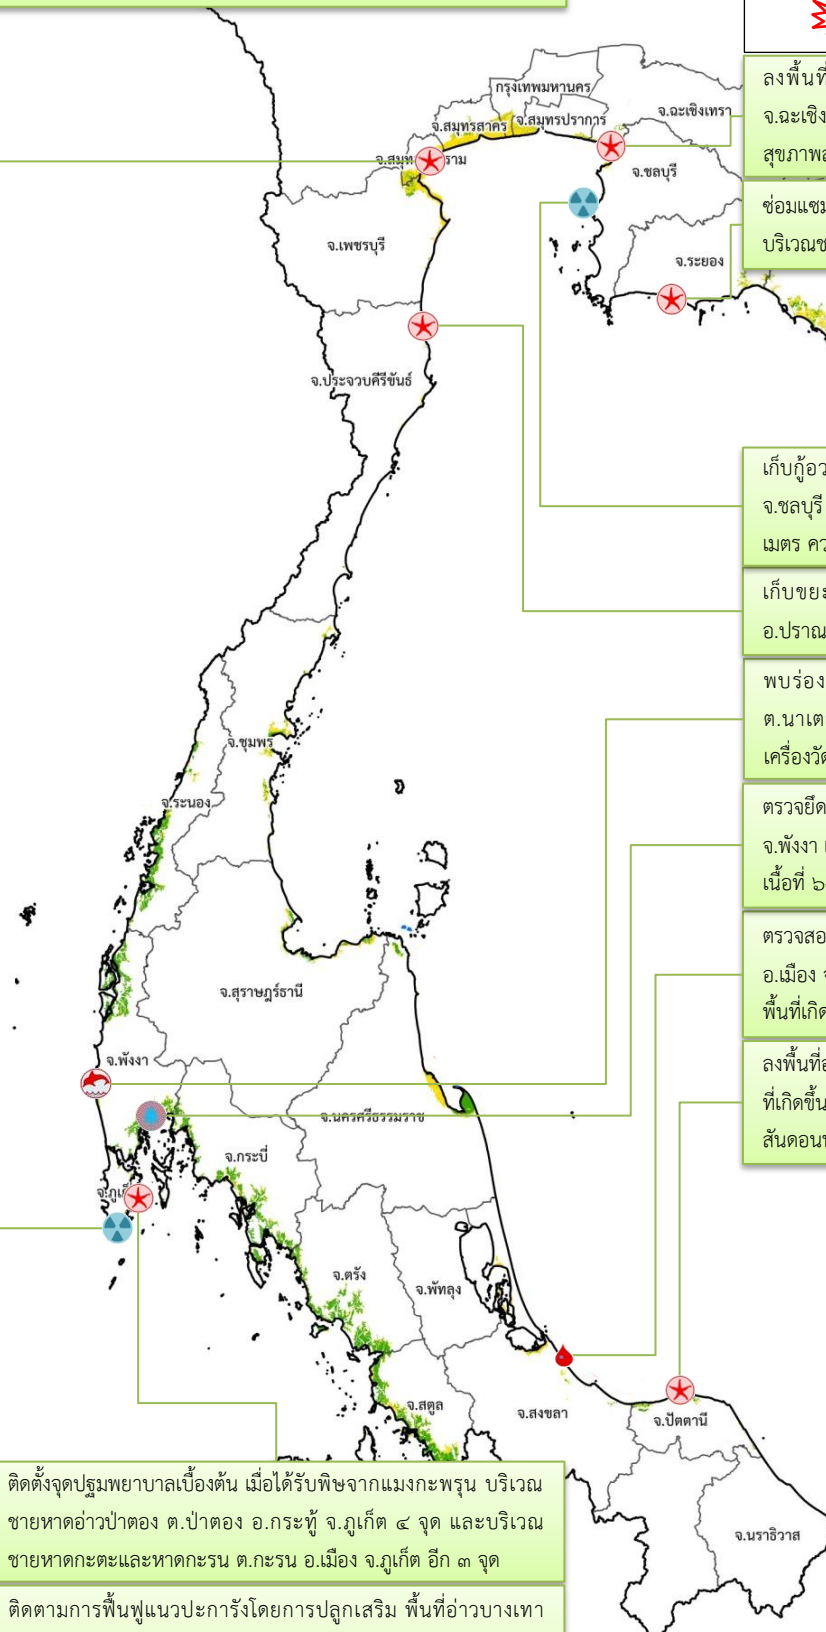 กรุงเทพมหานคร
จ.สมุทรสาคร
จ.สมุทรปราการ
จ.ฉะเชิงเทรา
จ.ชลบุรี
จ.เพชรบุรี
จ.ระยอง
จ.ประจวบคีรีขันธ์
จ.ชุมพร
จ.ระนอง
จ.สุราษฎร์ธานี
จ.พังงา
จ.นครศรีธรรมราช
จ.กระบี่
จ.ตรัง
จ.พัทลุง
จ.สตูล
จ.สงขลา
จ.ปัตตานี
จ.นราธิวาส
ลงพื้นที่
จ.ฉะเชิง
สุขภาพ
ซ่อมแซม
บริเวณ
เก็บกู้อว
จ.ชลบุรี
เมตร คว
เก็บขยะ
อ.ปราณ
พบร่อง
ต.นาเต
เครื่องวัด
ตรวจยึด
จ.พังงา
เนื้อที่ ๖
ตรวจสอ
อ.เมือง จ
พื้นที่เกิด
ลงพื้นที่
ที่เกิดขึ้น
สันดอน
ติดตั้งจุดปฐมพยาบาลเบื้องต้น เมื่อได้รับพิษจากแมงกะพรุน บริเวณ
ชายหาดอ่าวป่าตอง ต.ป่าตอง อ.กระทู้ จ.ภูเก็ต ๔ จุด และบริเวณ
ชายหาดกะตะและหาดกะรน ต.กะรน อ.เมือง จ.ภูเก็ต อีก ๓ จุด
ติดตามการฟื้นฟูแนวปะการังโดยการปลูกเสริม พื้นที่อ่าวบางเทา